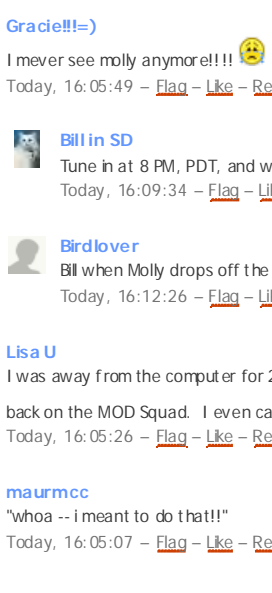 Gracie!!!=)
I mever see molly anymore!!!!
Today, 16:05:49 – Flag – Like – Re
Bill in SD
Tune in at 8 PM, PDT, and w
Today, 16:09:34 – Flag – Li
Birdlover
Bill when Molly drops off the
Today, 16:12:26 – Flag – Li
Lisa U
I was away from the computer for 2
back on the MOD Squad. I even ca
Today, 16:05:26 – Flag – Like – Re
maurmcc
"whoa -- i meant to do that!!"
Today, 16:05:07 – Flag – Like – Re